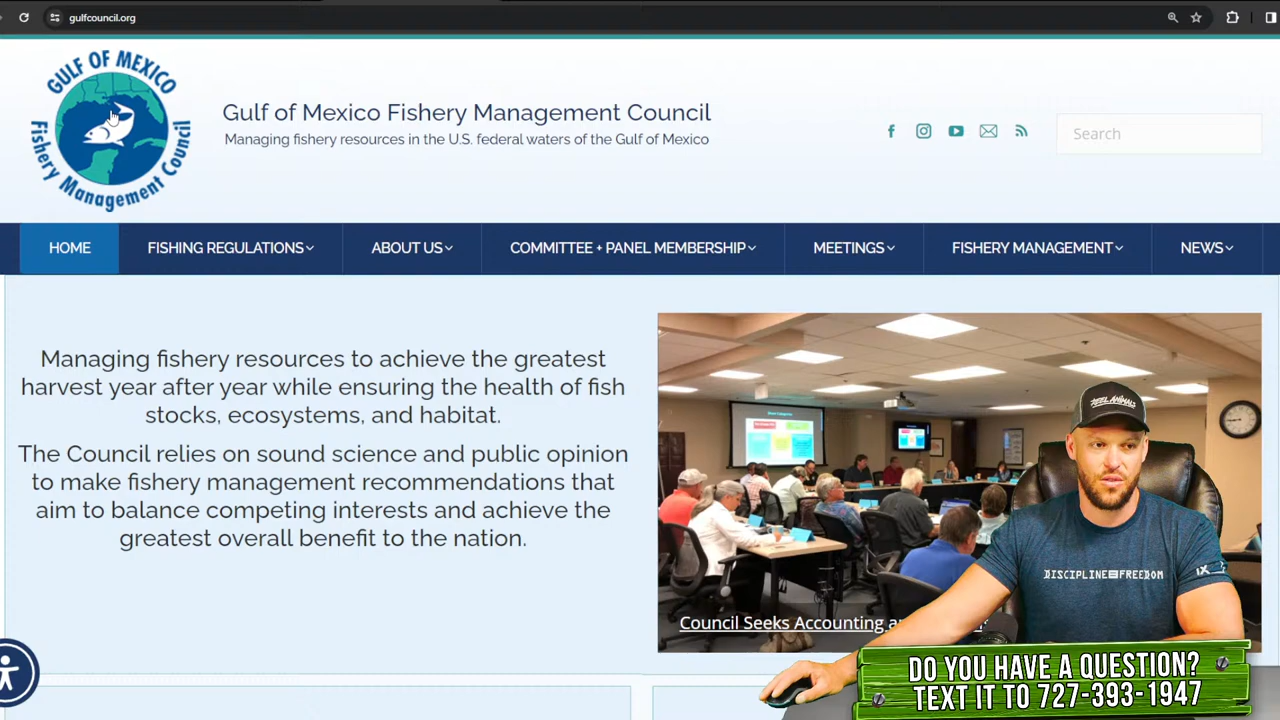 gulfcouncil.org
GULF OF MEXICO
Fishery Management Council
Gulf of Mexico Fishery Management Council
Managing fishery resources in the U.S. federal waters of the Gulf of Mexico
Search
HOME
FISHING REGULATIONS
ABOUT US
COMMITTEE + PANEL MEMBERSHIP
MEETINGS
FISHERY MANAGEMENT
NEWS
Managing fishery resources to achieve the greatest
harvest year after year while ensuring the health of fish
stocks, ecosystems, and habitat.
The Council relies on sound science and public opinion
to make fishery management recommendations that
aim to balance competing interests and achieve the
greatest overall benefit to the nation.
REEL ANIMALS
DISCIPLINE=FREEDOM
Council Seeks Accounting
DO YOU HAVE A QUESTION?
TEXT IT TO 727-393-1947